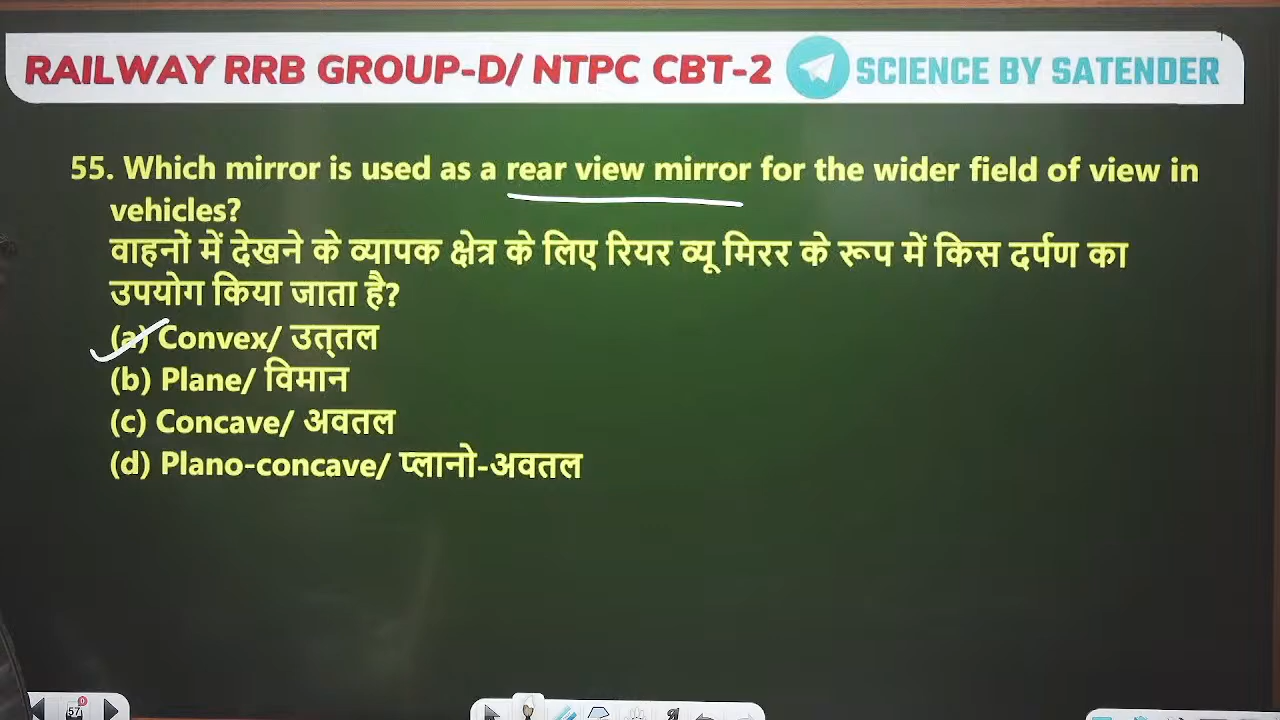 RAILWAY RRB GROUP-D/ NTPC CBT-2 SCIENCE BY SATENDER
55. Which mirror is used as a rear view mirror for the wider field of view in
vehicles?
वाहनों में देखने के व्यापक क्षेत्र के लिए रियर व्यू मिरर के रूप में किस दर्पण का
उपयोग किया जाता है?
(a) Convex/ उत्‌तल
(b) Plane/ विमान
(c) Concave/ अवतल
(d) Plano-concave/ प्लानो-अवतल
57